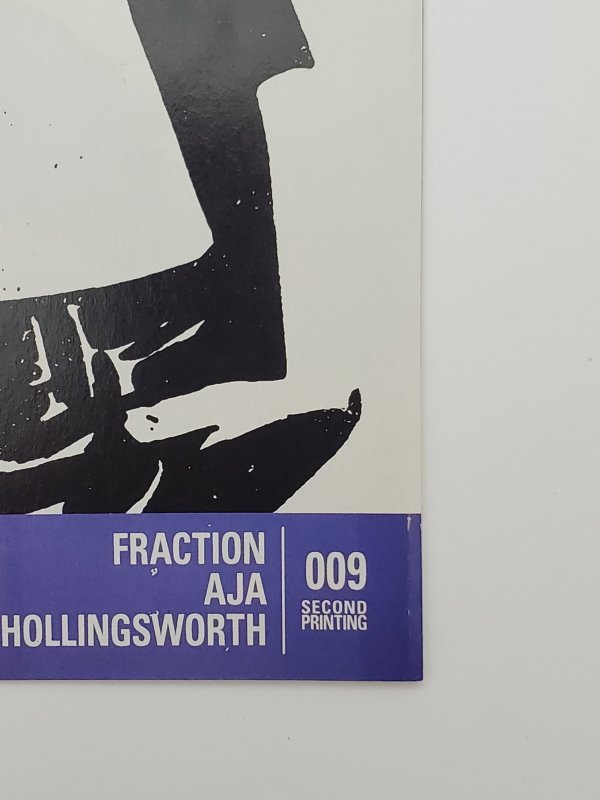 FRACTION
AJA
HOLLINGSWORTH
009
SECOND
PRINTING